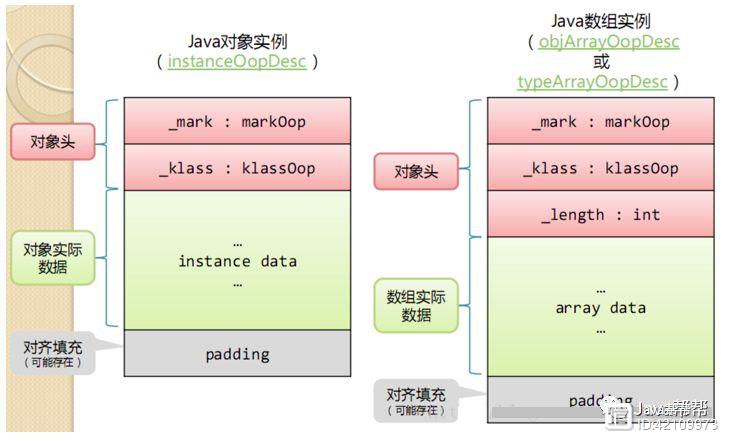 Java对象实例
（instanceOopDesc）
_mark : markOop
_klass : klassOop
…
instance data
…
padding
对象头
对象实际
数据
对齐填充
（可能存在）
Java数组实例
（objArrayOopDesc
或
typeArrayOopDesc）
_mark : markOop
_klass : klassOop
_length : int
…
array data
…
padding
对象头
数组实际
数据
对齐填充
（可能存在）
Java帮帮
ID:42109973